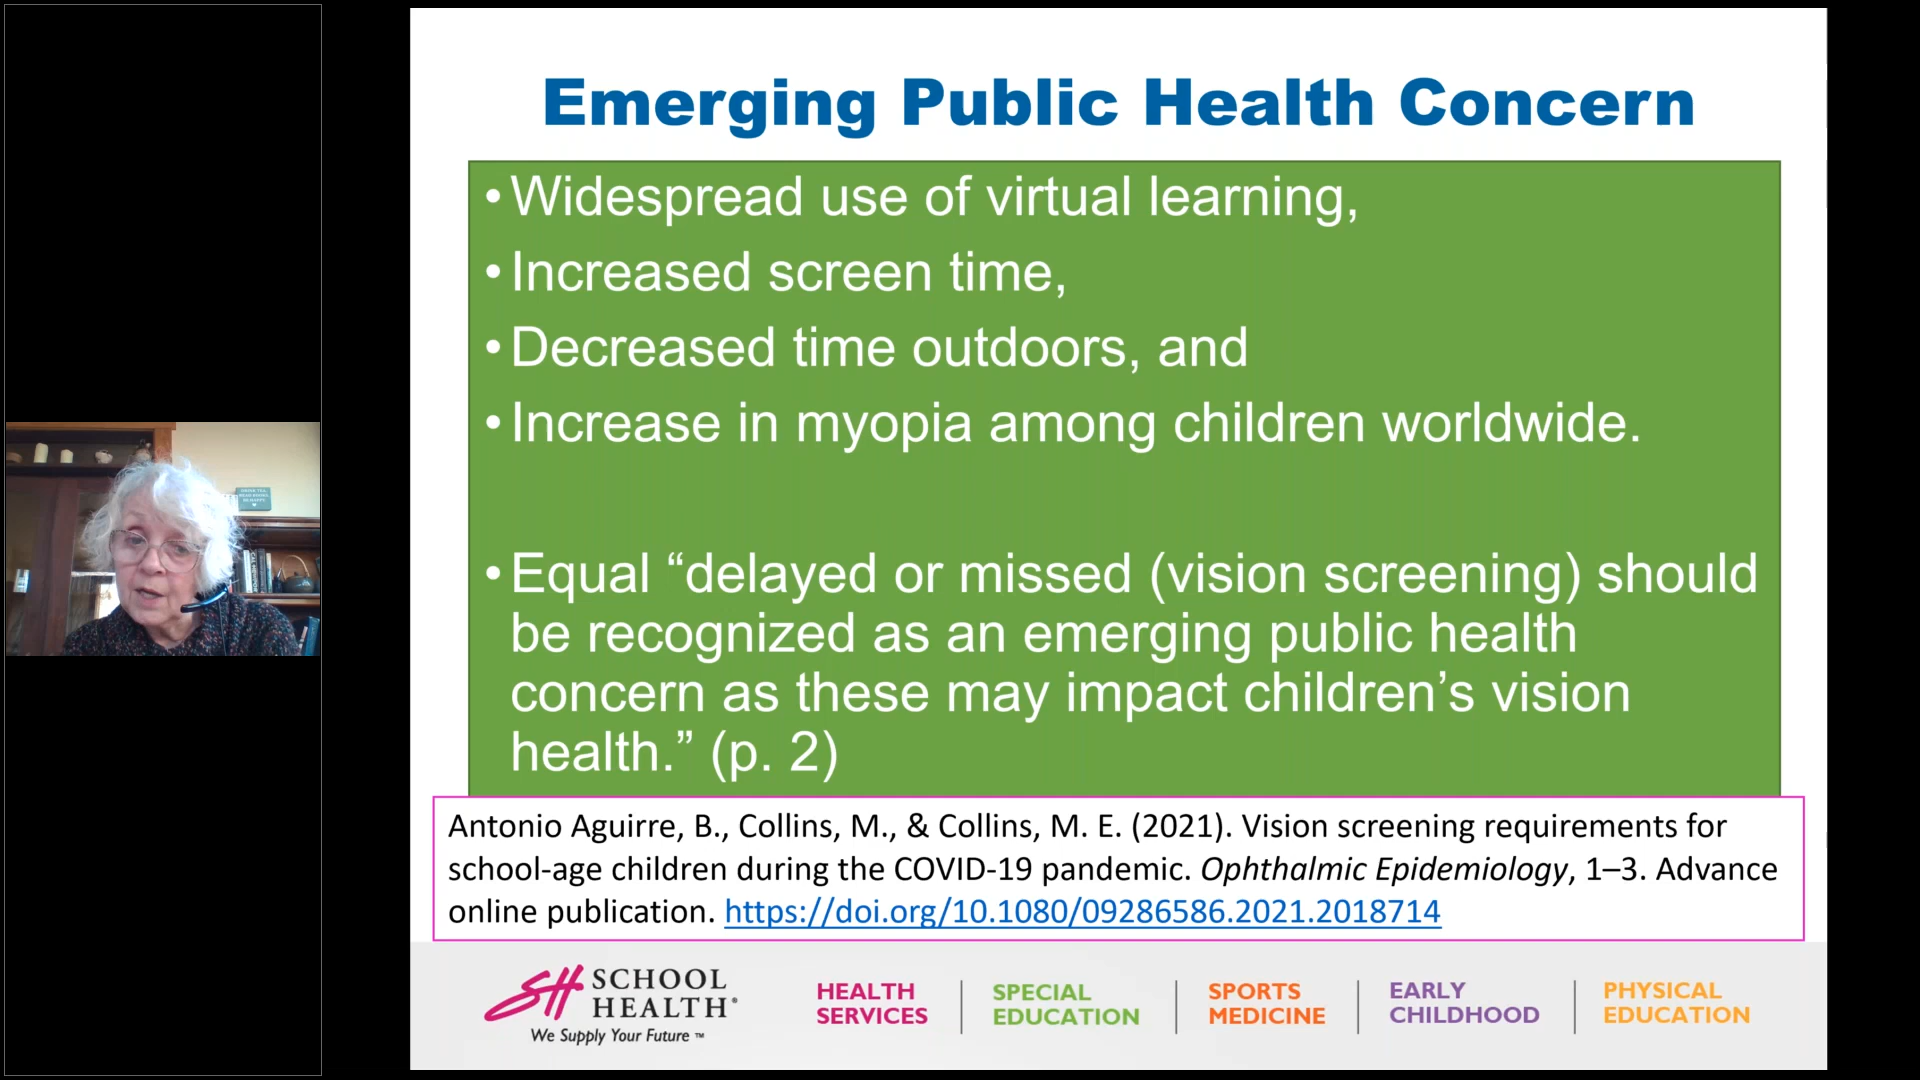 Emerging Public Health Concern
• Widespread use of virtual learning,
• Increased screen time,
• Decreased time outdoors, and
• Increase in myopia among children worldwide.
• Equal “delayed or missed (vision screening) should
be recognized as an emerging public health
concern as these may impact children’s vision
health.” (p. 2)
Antonio Aguirre, B., Collins, M., & Collins, M. E. (2021). Vision screening requirements for
school-age children during the COVID-19 pandemic. Ophthalmic Epidemiology, 1–3. Advance
online publication. https://doi.org/10.1080/09286586.2021.2018714
SH SCHOOL
HEALTH®
We Supply Your Future ™
HEALTH
SERVICES
SPECIAL
EDUCATION
SPORTS
MEDICINE
EARLY
CHILDHOOD
PHYSICAL
EDUCATION